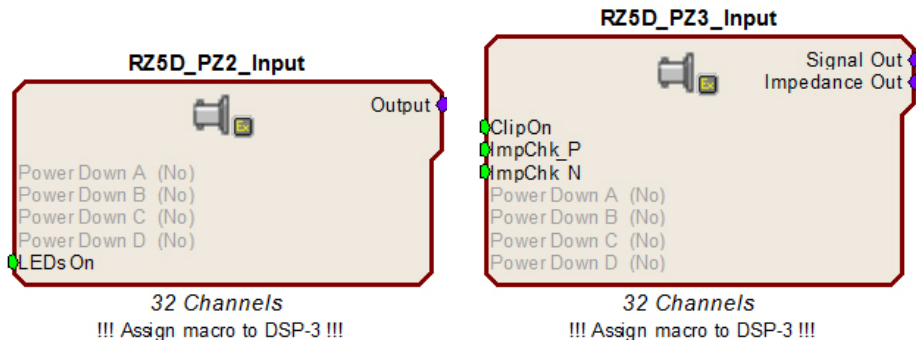 RZ5D_PZ2_Input
Output
Power Down A (No)
Power Down B (No)
Power Down C (No)
Power Down D (No)
LEDs On
32 Channels
!!! Assign macro to DSP-3 !!!
RZ5D_PZ3_Input
Signal Out
Impedance Out
ClipOn
ImpChk_P
ImpChk_N
Power Down A (No)
Power Down B (No)
Power Down C (No)
Power Down D (No)
32 Channels
!!! Assign macro to DSP-3 !!!